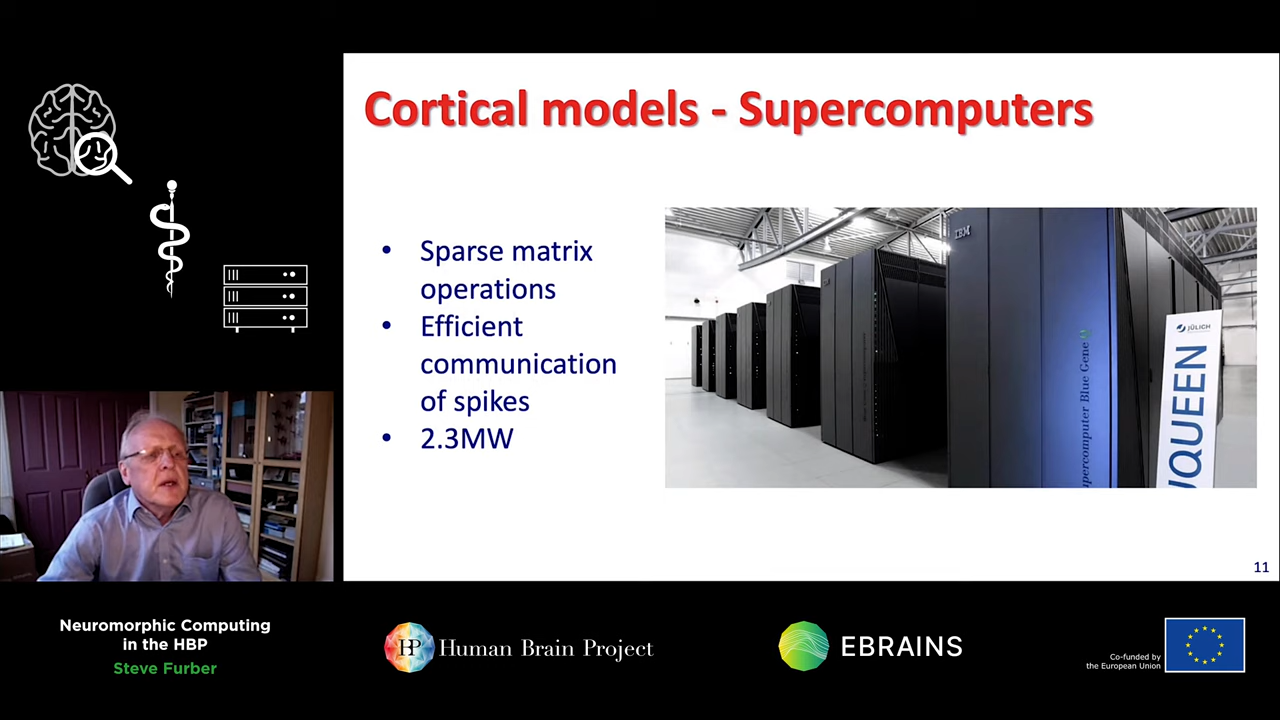 Cortical models - Supercomputers
• Sparse matrix
operations
• Efficient
communication
of spikes
• 2.3MW
IBM
Supercomputer Blue Gene
JÜLICH
UQUEEN
11
Neuromorphic Computing
in the HBP
Steve Furber
HBP
Human Brain Project
EBRAINS
Co-funded by
the European Union